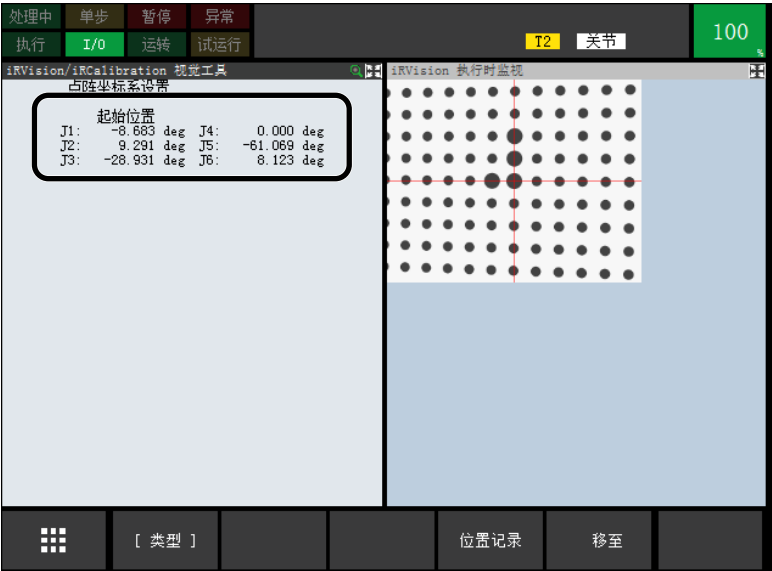 处理中 单步 暂停 异常
执行 I/O 运转 试运行
T2 关节
100 %
iRVision/iRCalibration 视觉工具
iRVision 执行时监视
点阵坐标系设置
起始位置
J1: -8.683 deg J4: 0.000 deg
J2: 9.291 deg J5: -61.069 deg
J3: -28.931 deg J6: 8.123 deg
[ 类型 ] 位置记录 移至